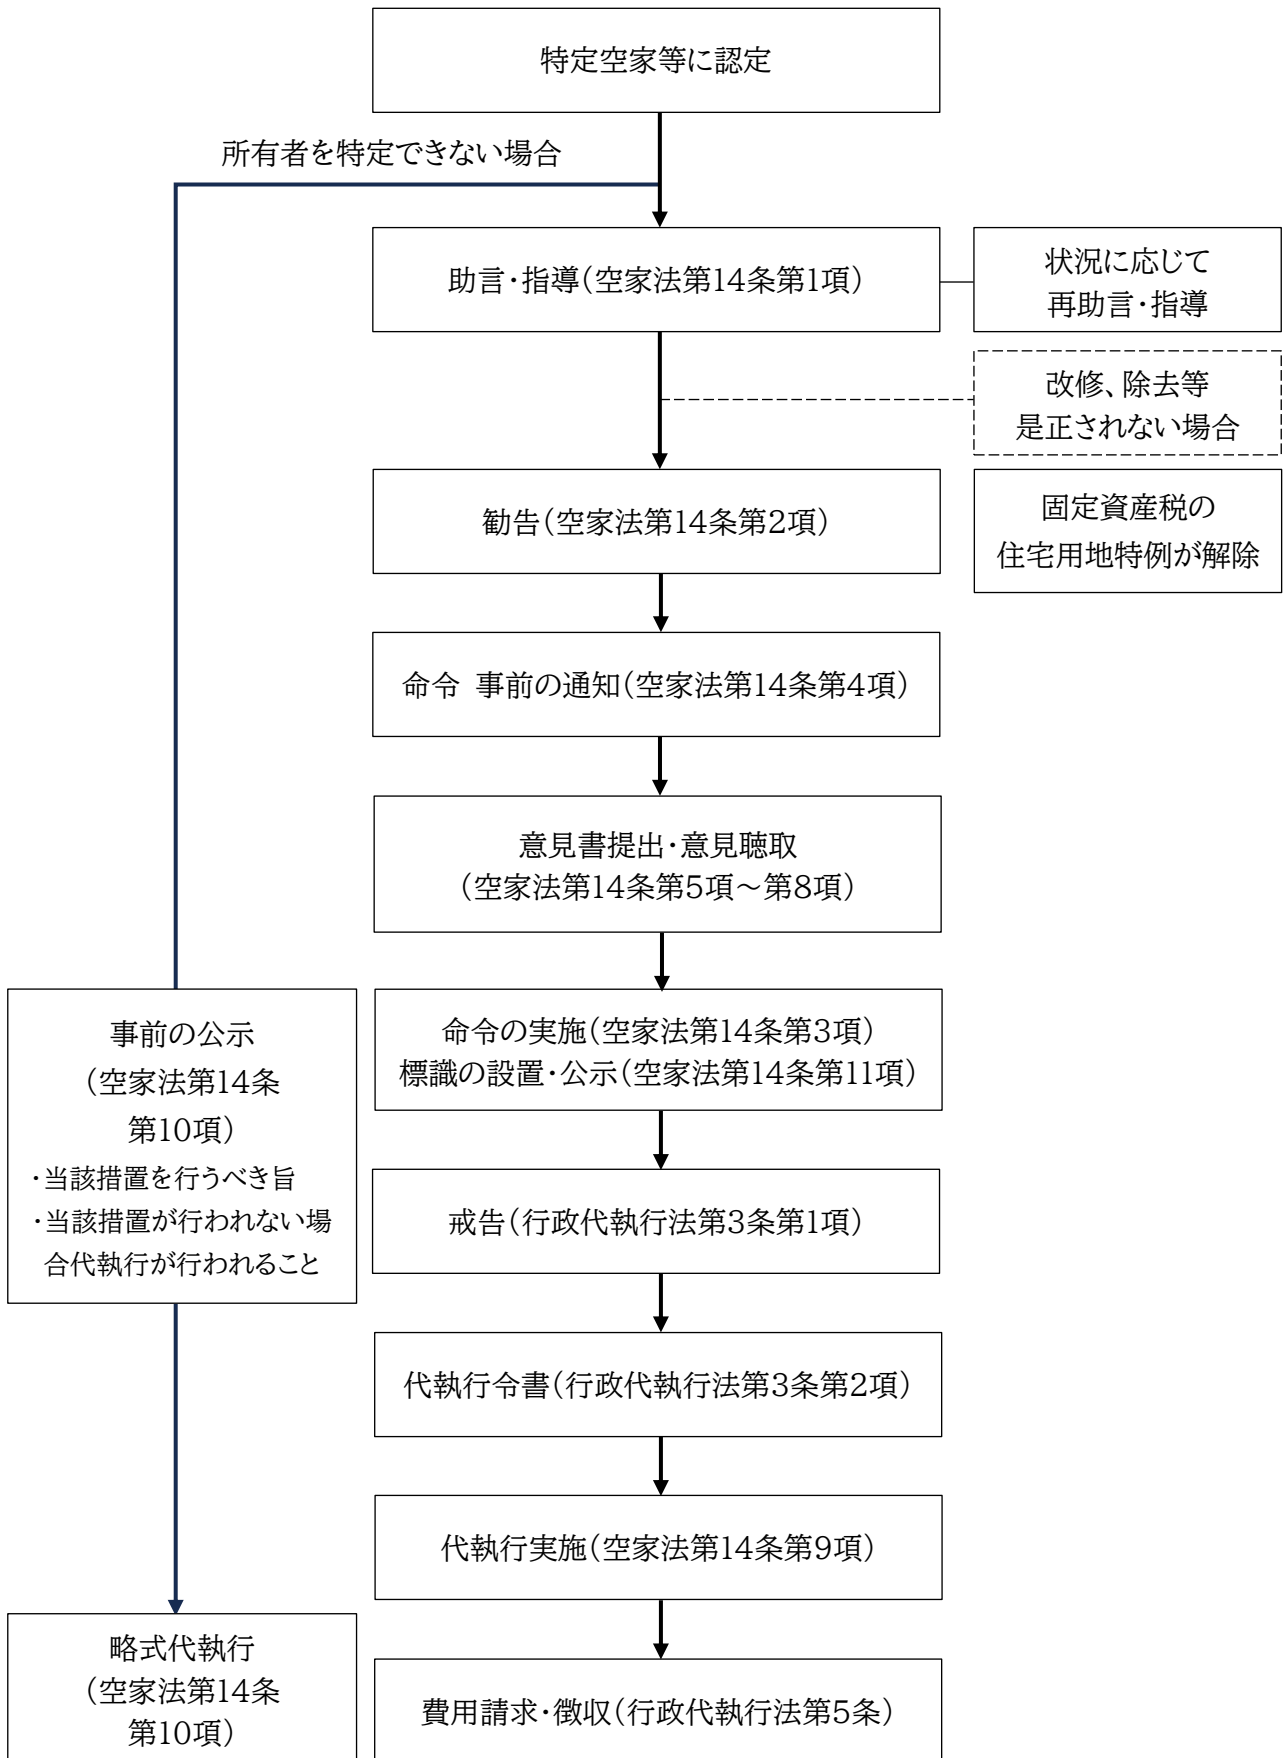 特定空家等に認定
所有者を特定できない場合
助言・指導（空家法第14条第1項）
状況に応じて
再助言・指導
改修、除去等
是正されない場合
勧告（空家法第14条第2項）
固定資産税の
住宅用地特例が解除
命令 事前の通知（空家法第14条第4項）
意見書提出・意見聴取
（空家法第14条第5項～第8項）
事前の公示
（空家法第14条
第10項）
・当該措置を行うべき旨
・当該措置が行われない場
合代執行が行われること
命令の実施（空家法第14条第3項）
標識の設置・公示（空家法第14条第11項）
戒告（行政代執行法第3条第1項）
代執行令書（行政代執行法第3条第2項）
代執行実施（空家法第14条第9項）
略式代執行
（空家法第14条
第10項）
費用請求・徴収（行政代執行法第5条）